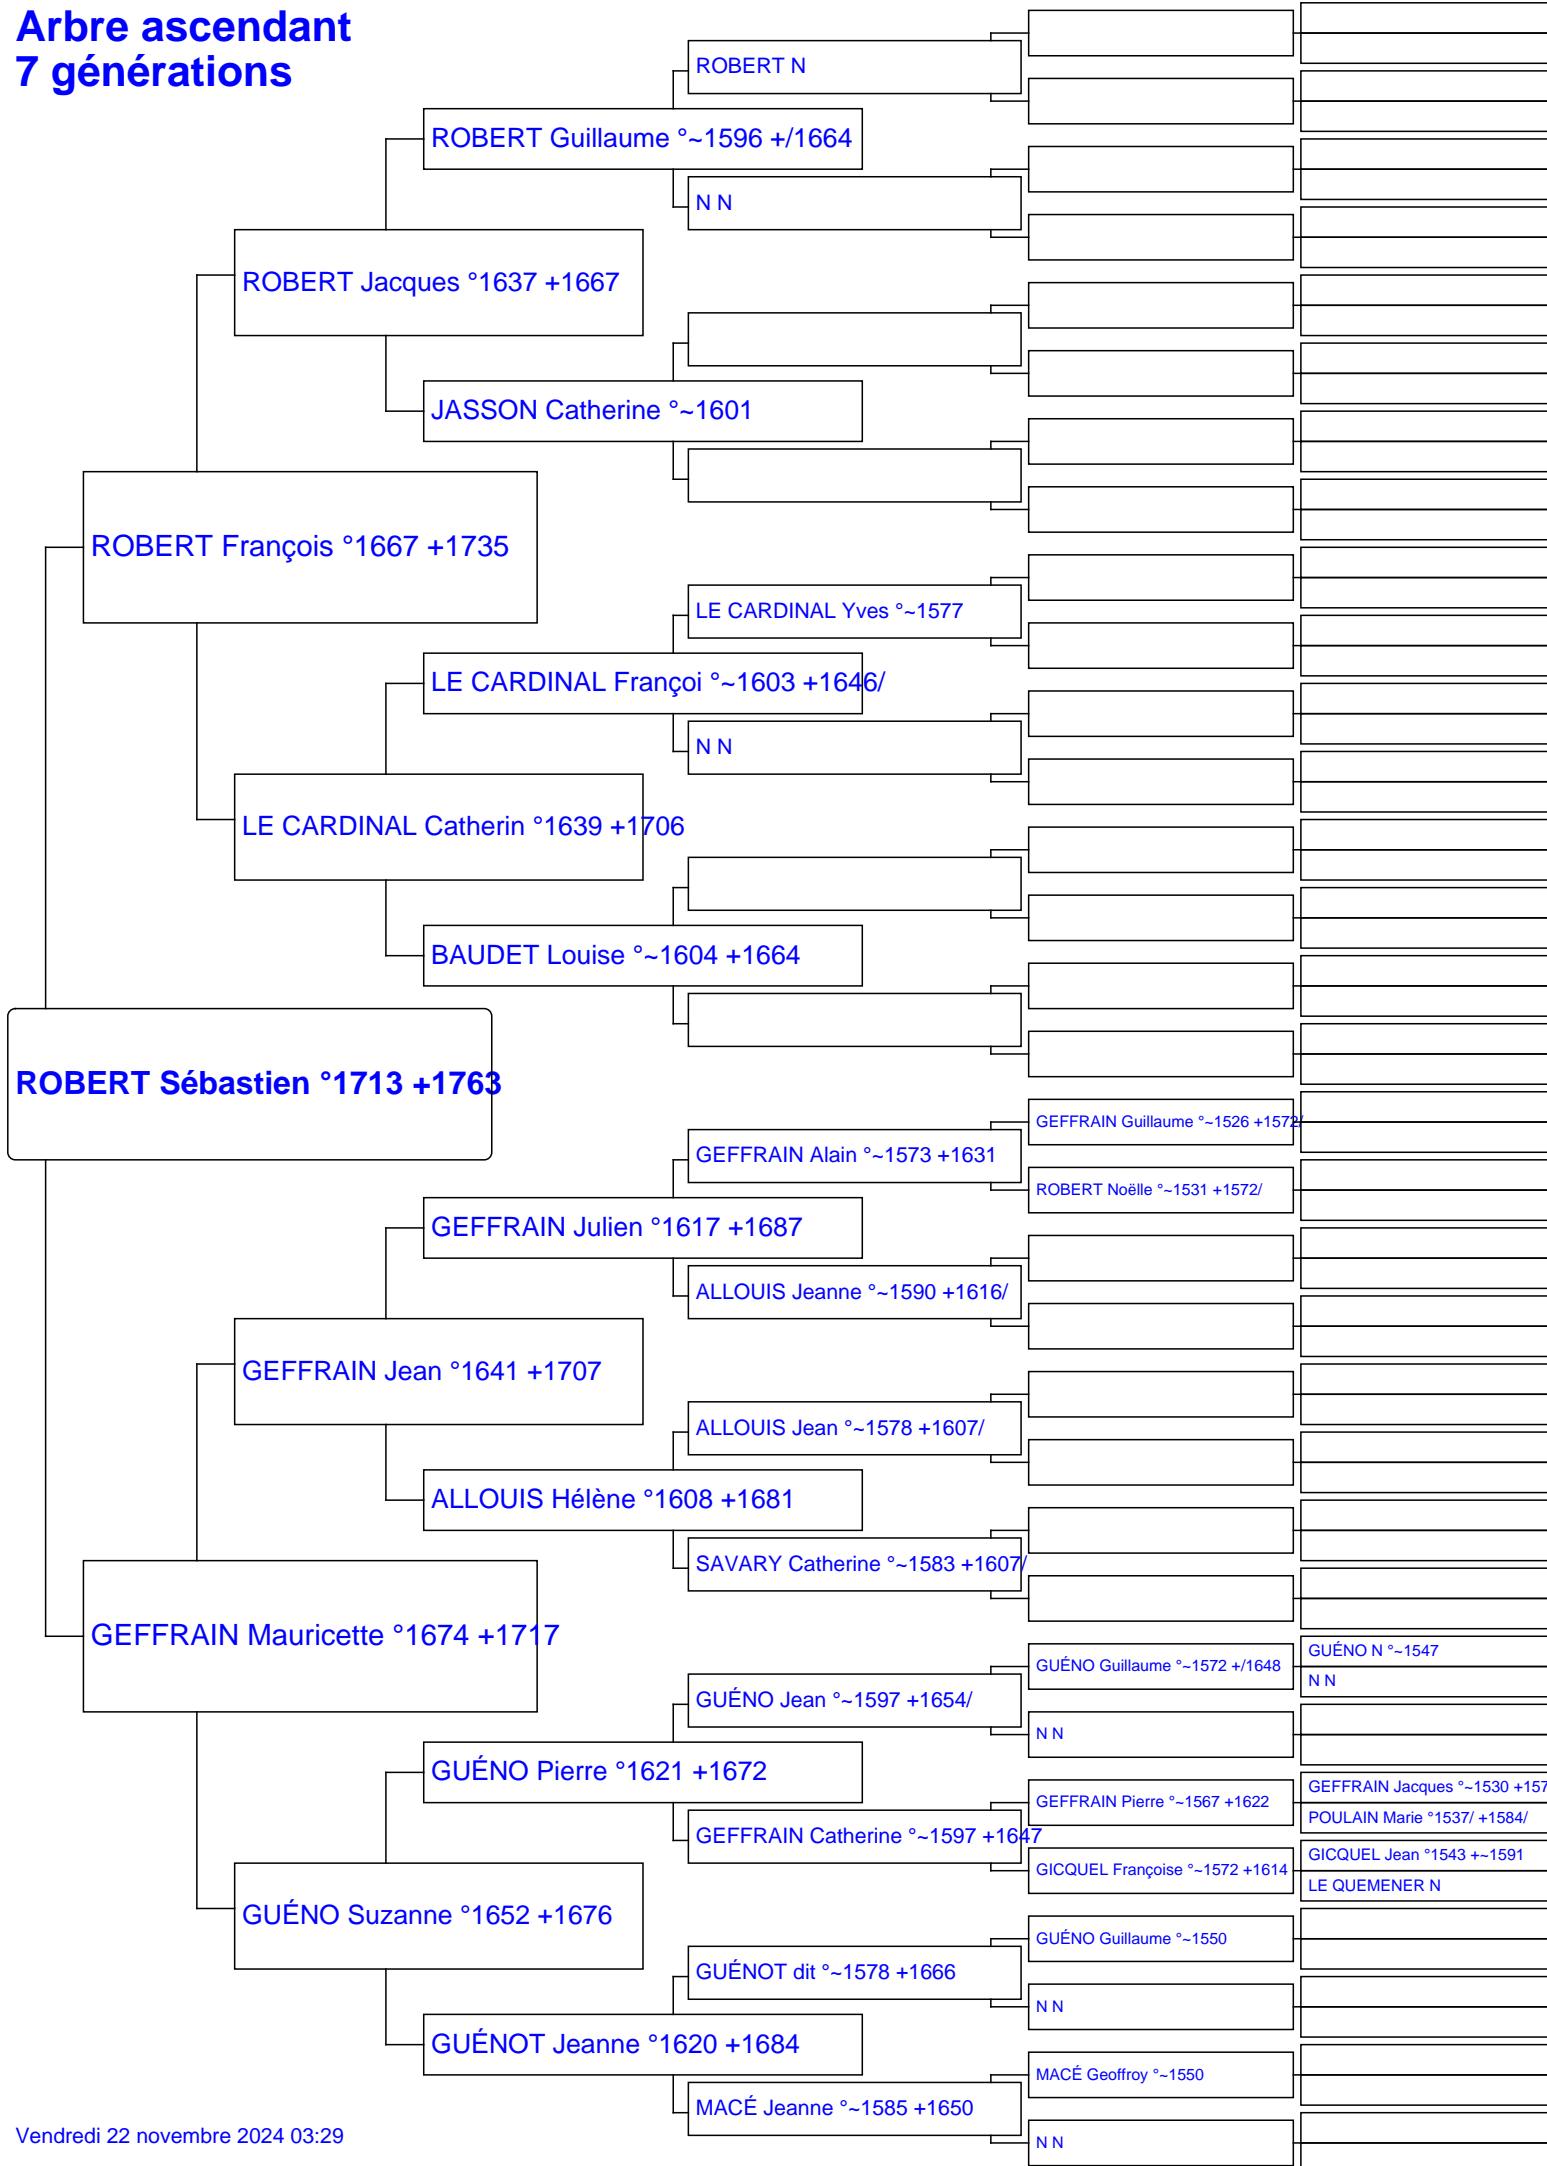 Arbre ascendant
7 générations
ROBERT N
ROBERT Guillaume °~1596 +/1664
N N
ROBERT Jacques °1637 +1667
JASSON Catherine °~1601
ROBERT François °1667 +1735
LE CARDINAL Yves °~1577
LE CARDINAL Françoi °~1603 +1646/
N N
LE CARDINAL Catherin °1639 +1706
BAUDET Louise °~1604 +1664
ROBERT Sébastien °1713 +1763
GEFFRAIN Guillaume °~1526 +1572/
GEFFRAIN Alain °~1573 +1631
ROBERT Noëlle °~1531 +1572/
GEFFRAIN Julien °1617 +1687
ALLOUIS Jeanne °~1590 +1616/
GEFFRAIN Jean °1641 +1707
ALLOUIS Jean °~1578 +1607/
ALLOUIS Hélène °1608 +1681
SAVARY Catherine °~1583 +1607/
GEFFRAIN Mauricette °1674 +1717
GUÉNO N °~1547
GUÉNO Guillaume °~1572 +/1648
N N
GUÉNO Jean °~1597 +1654/
N N
GUÉNO Pierre °1621 +1672
GEFFRAIN Jacques °~1530 +157
GEFFRAIN Pierre °~1567 +1622
POULAIN Marie °1537/ +1584/
GEFFRAIN Catherine °~1597 +1647
GICQUEL Jean °1543 +~1591
GICQUEL Françoise °~1572 +1614
LE QUEMENER N
GUÉNO Suzanne °1652 +1676
GUÉNO Guillaume °~1550
GUÉNOT dit °~1578 +1666
N N
GUÉNOT Jeanne °1620 +1684
MACÉ Geoffroy °~1550
MACÉ Jeanne °~1585 +1650
N N
Vendredi 22 novembre 2024 03:29